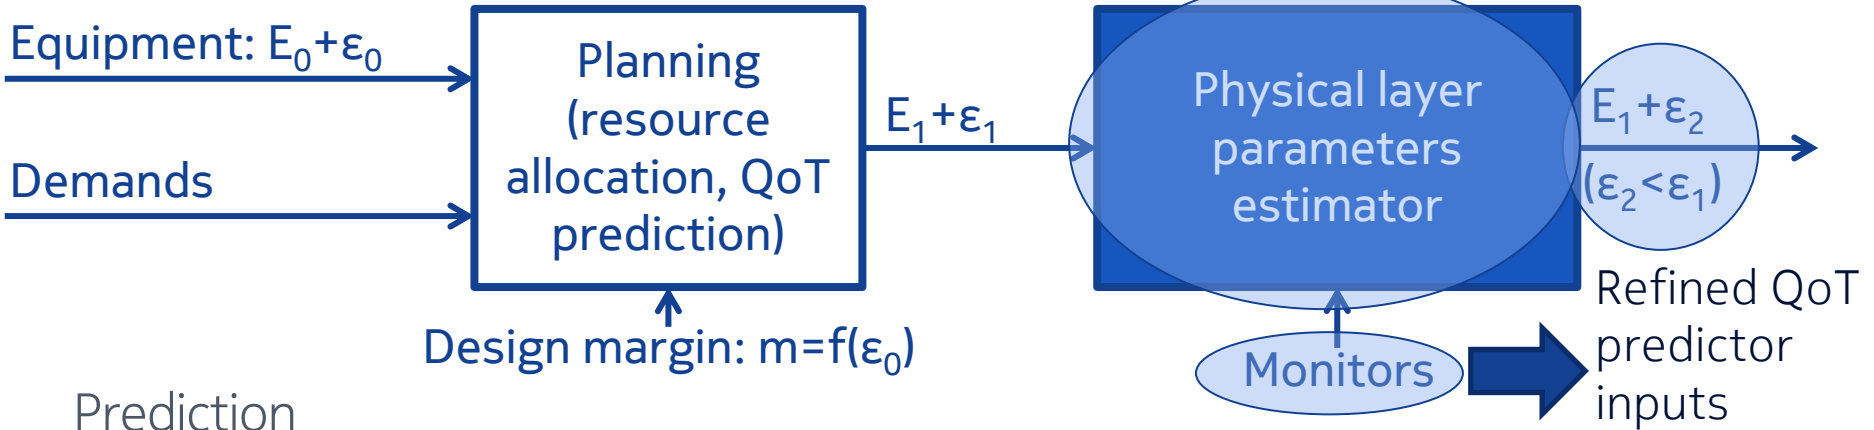 Equipment: E₀+ε₀
Demands
Planning
(resource
allocation, QoT
prediction)
Design margin: m=f(ε₀)
E₁+ε₁
Physical layer
parameters
estimator
Monitors
E₁+ε₂
(ε₂<ε₁)
Refined QoT
predictor
inputs
Prediction